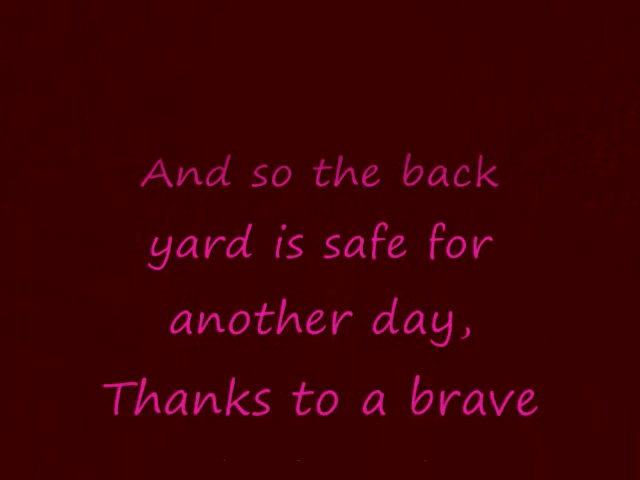 And so the back
yard is safe for
another day,
Thanks to a brave